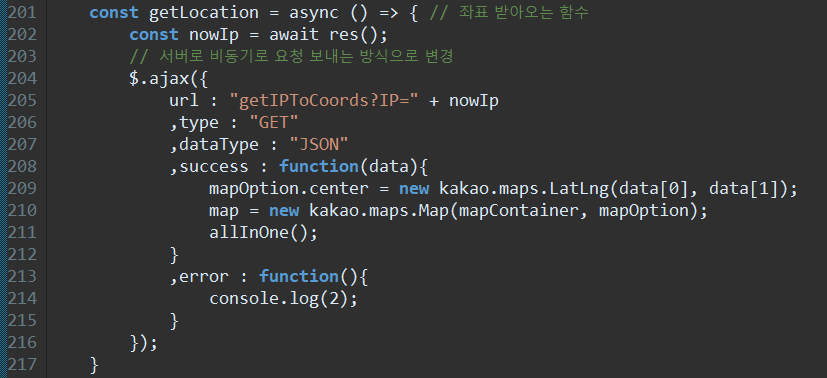 201 const getLocation = async () => { // 좌표 받아오는 함수
202 const nowIp = await res();
203 // 서버로 비동기로 요청 보내는 방식으로 변경
204 $.ajax({
205 url : "getIPToCoords?IP=" + nowIp
206 ,type : "GET"
207 ,dataType : "JSON"
208 ,success : function(data){
209 mapOption.center = new kakao.maps.LatLng(data[0], data[1]);
210 map = new kakao.maps.Map(mapContainer, mapOption);
211 allInOne();
212 }
213 ,error : function(){
214 console.log(2);
215 }
216 });
217 }